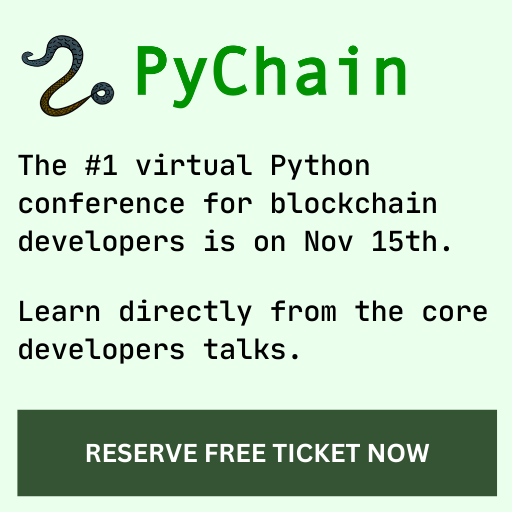 PyChain
The #1 virtual Python
conference for blockchain
developers is on Nov 15th.
Learn directly from the core
developers talks.
RESERVE FREE TICKET NOW